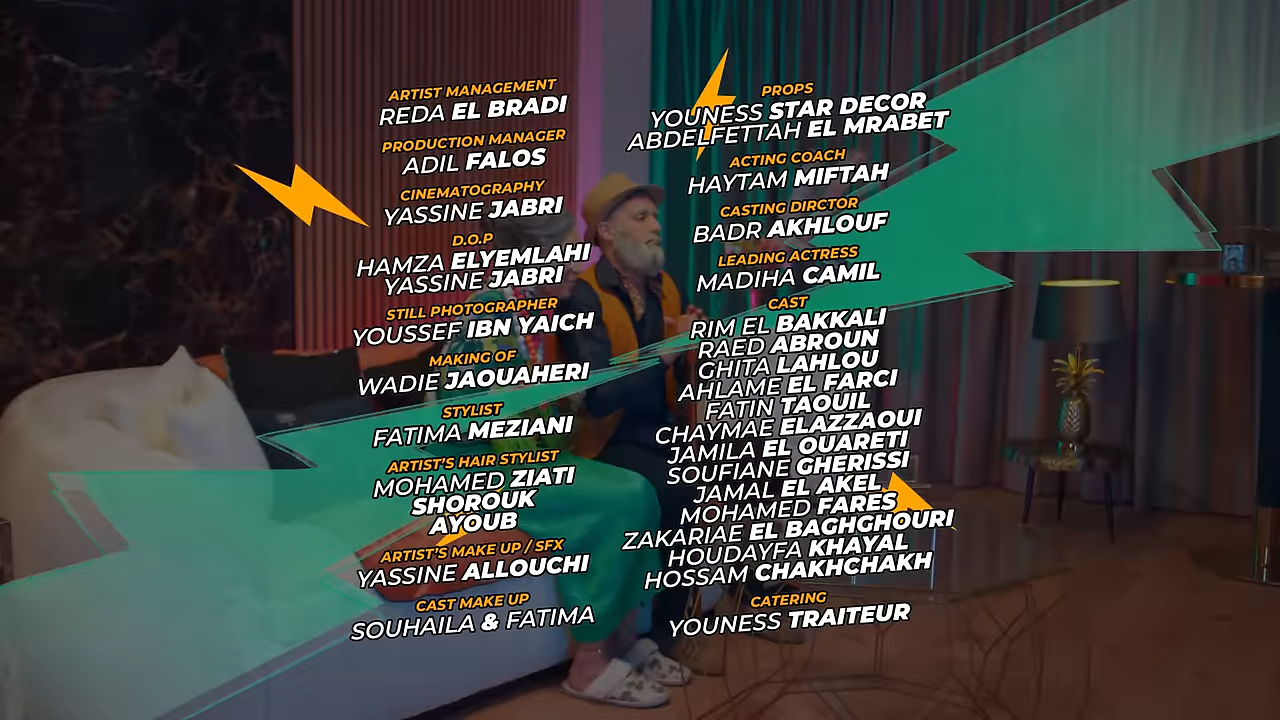 ARTIST MANAGEMENT
REDA EL BRADI
PRODUCTION MANAGER
ADIL FALOS
CINEMATOGRAPHY
YASSINE JABRI
D.O.P
HAMZA ELYEMLAHI
YASSINE JABRI
STILL PHOTOGRAPHER
YOUSSEF IBN YAICH
MAKING OF
WADIE JAOUAHERI
STYLIST
FATIMA MEZIANI
ARTIST'S HAIR STYLIST
MOHAMED ZIATI
SHOROUK
AYOUB
ARTIST'S MAKE UP / SFX
YASSINE ALLOUCHI
CAST MAKE UP
SOUHAILA & FATIMA
PROPS
YOUNESS STAR DECOR
ABDELFETTAH EL MRABET
ACTING COACH
HAYTAM MIFTAH
CASTING DIRCTOR
BADR AKHLOUF
LEADING ACTRESS
MADIHA CAMIL
CAST
RIM EL BAKKALI
RAED ABROUN
GHITA LAHLOU
AHLAME EL FARCI
FATIN TAOUIL
CHAYMAE ELAZZAOUI
JAMILA EL OUARETI
SOUFIANE GHERISSI
JAMAL EL AKEL
MOHAMED FARES
ZAKARIAE EL BAGHGHOURI
HOUDAYFA KHAYAL
HOSSAM CHAKHCHAKH
CATERING
YOUNESS TRAITEUR